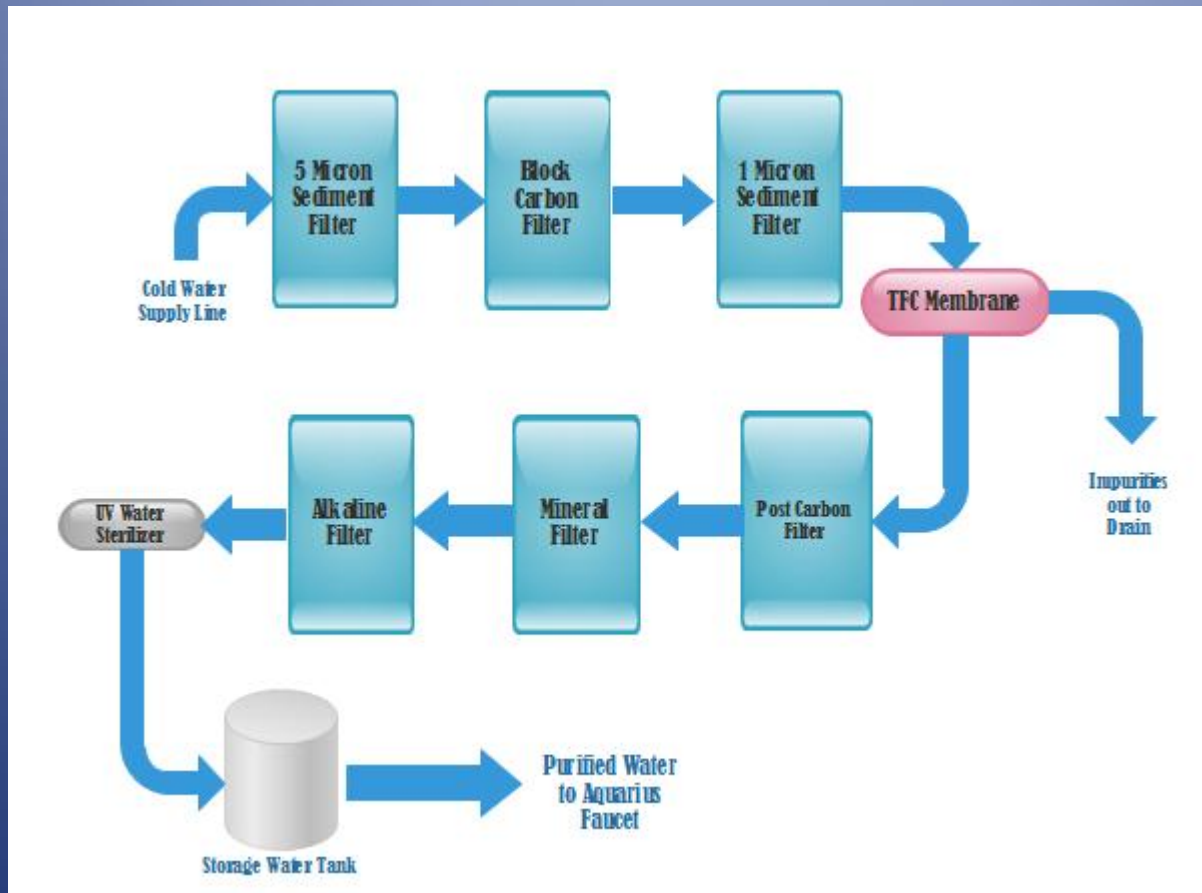 5 Micron
Sediment
Filter
Block
Carbon
Filter
1 Micron
Sediment
Filter
Cold Water
Supply Line
TFC Membrane
Impurities
out to
Drain
Post Carbon
Filter
Mineral
Filter
Alkaline
Filter
UV Water
Sterilizer
Storage Water Tank
Purified Water
to Aquarius
Faucet